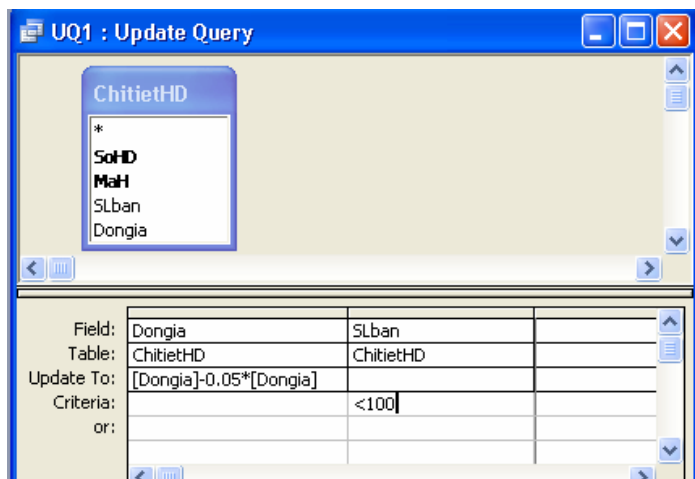 UQ1 : Update Query
ChitietHD
*
SoHD
MaH
SLban
Dongia
Field: Dongia SLban
Table: ChitietHD ChitietHD
Update To: [Dongia]-0.05*[Dongia]
Criteria: <100
or: